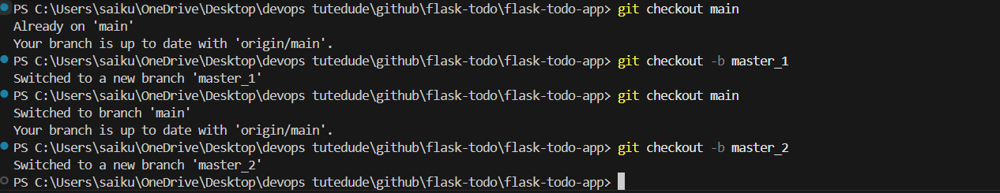 PS C:\Users\saiku\OneDrive\Desktop\devops tutedude\github\flask-todo\flask-todo-app> git checkout main
Already on 'main'
Your branch is up to date with 'origin/main'.
PS C:\Users\saiku\OneDrive\Desktop\devops tutedude\github\flask-todo\flask-todo-app> git checkout -b master_1
Switched to a new branch 'master_1'
PS C:\Users\saiku\OneDrive\Desktop\devops tutedude\github\flask-todo\flask-todo-app> git checkout main
Switched to branch 'main'
Your branch is up to date with 'origin/main'.
PS C:\Users\saiku\OneDrive\Desktop\devops tutedude\github\flask-todo\flask-todo-app> git checkout -b master_2
Switched to a new branch 'master_2'
PS C:\Users\saiku\OneDrive\Desktop\devops tutedude\github\flask-todo\flask-todo-app>